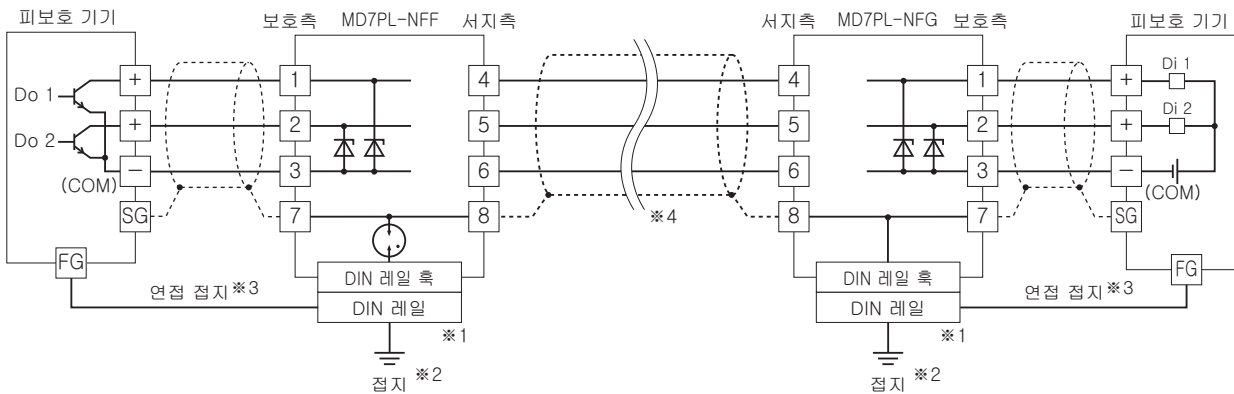 피보호 기기
보호측
MD7PL-NFF
서지측
서지측
MD7PL-NFG
보호측
피보호 기기
Do 1
+
1
4
4
1
+
Di 1
Do 2
+
2
5
5
2
+
Di 2
(COM)
−
3
6
6
3
−
(COM)
SG
7
8
※4
8
7
SG
FG
DIN 레일 훅
DIN 레일 훅
FG
연접 접지※3
DIN 레일
DIN 레일
연접 접지※3
※1
※1
접지 ※2
접지 ※2